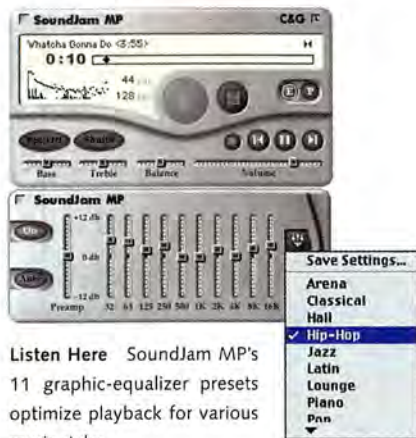 SoundJam MP
C&G
Whatcha Gonna Do <3:55>
0:10
44
128
E P
Repeat Shuffle
Bass Treble Balance Volume
SoundJam MP
On
Auto
+12 db
0 db
-12 db
Preamp 32 64 125 250 500 1K 2K 4K 8K 16K
Save Settings...
Arena
Classical
Hall
Hip-Hop
Jazz
Latin
Lounge
Piano
Pop
Listen Here SoundJam MP's
11 graphic-equalizer presets
optimize playback for various